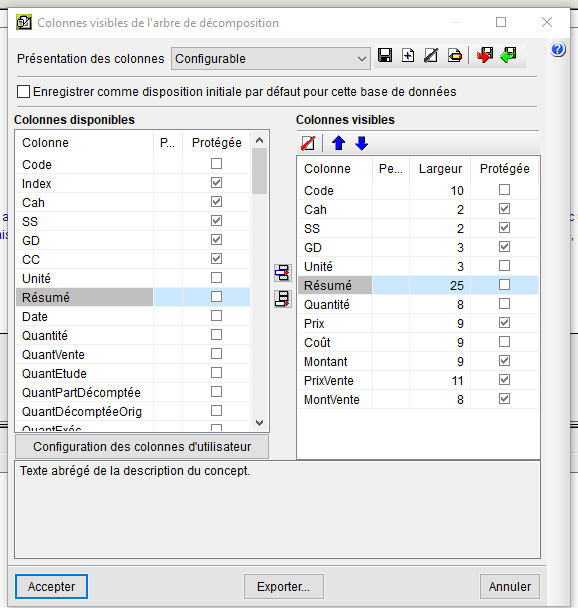 Colonnes visibles de l'arbre de décomposition
Présentation des colonnes Configurable
Enregistrer comme disposition initiale par défaut pour cette base de données
Colonnes disponibles
Colonne P... Protégée
Code
Index
Cah
SS
GD
CC
Unité
Résumé
Date
Quantité
QuantVente
QuantEtude
QuantPartDécomptée
QuantDécomptéeOrig
QuantExéc
Configuration des colonnes d'utilisateur
Colonnes visibles
Colonne Pe... Largeur Protégée
Code 10
Cah 2
SS 2
GD 3
Unité 3
Résumé 25
Quantité 8
Prix 9
Coût 9
Montant 9
PrixVente 11
MontVente 8
Texte abrégé de la description du concept.
Accepter Exporter... Annuler